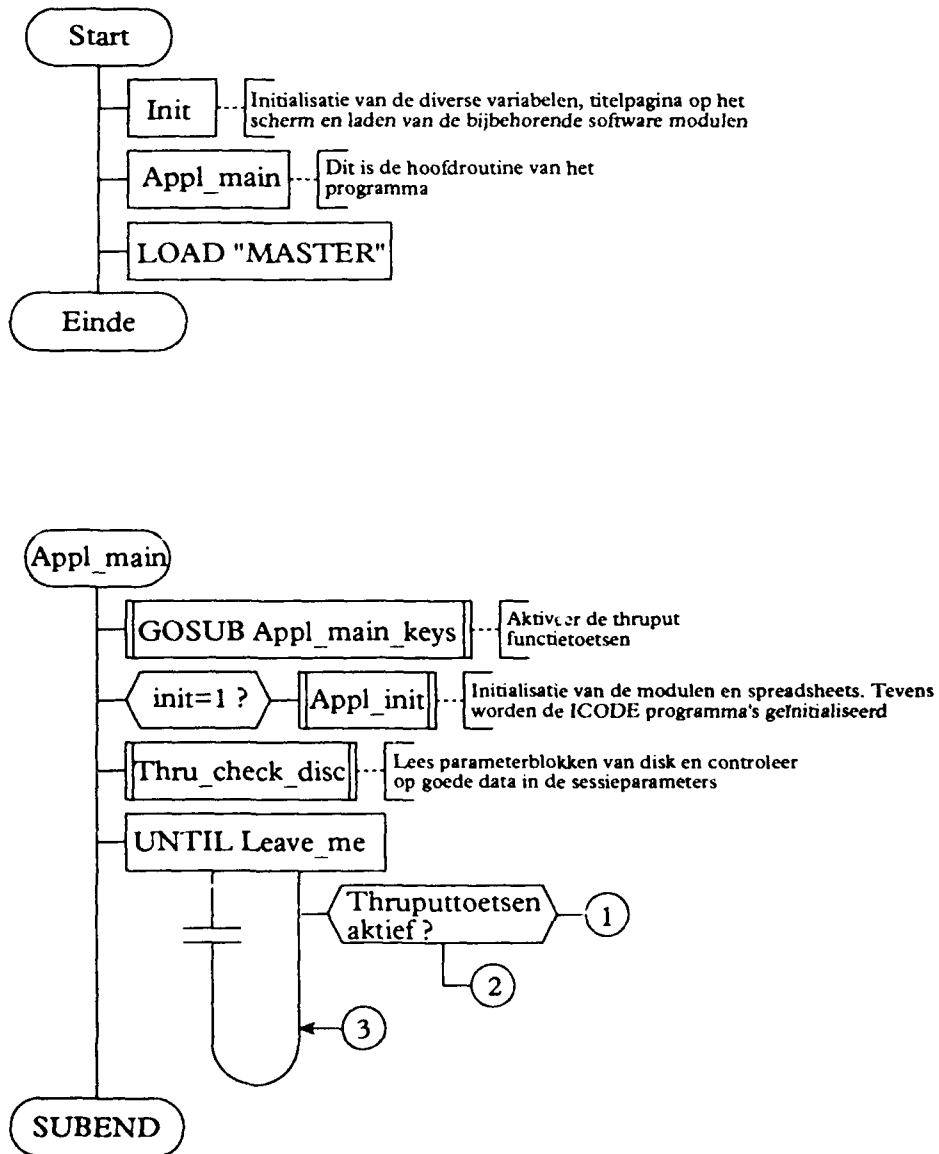 Start
Init
Initialisatie van de diverse variabelen, titelpagina op het
scherm en laden van de bijbehorende software modulen
Appl_main
Dit is de hoofdroutine van het
programma
LOAD "MASTER"
Einde
Appl_main
GOSUB Appl_main_keys
Aktiveer de thruput
functietoetsen
init=1 ?
Appl_init
Initialisatie van de modulen en spreadsheets. Tevens
worden de ICODE programma's geïnitialiseerd
Thru_check_disc
Lees parameterblokken van disk en controleer
op goede data in de sessieparameters
UNTIL Leave_me
Thruputtoetsen
aktief ?
1
2
3
SUBEND